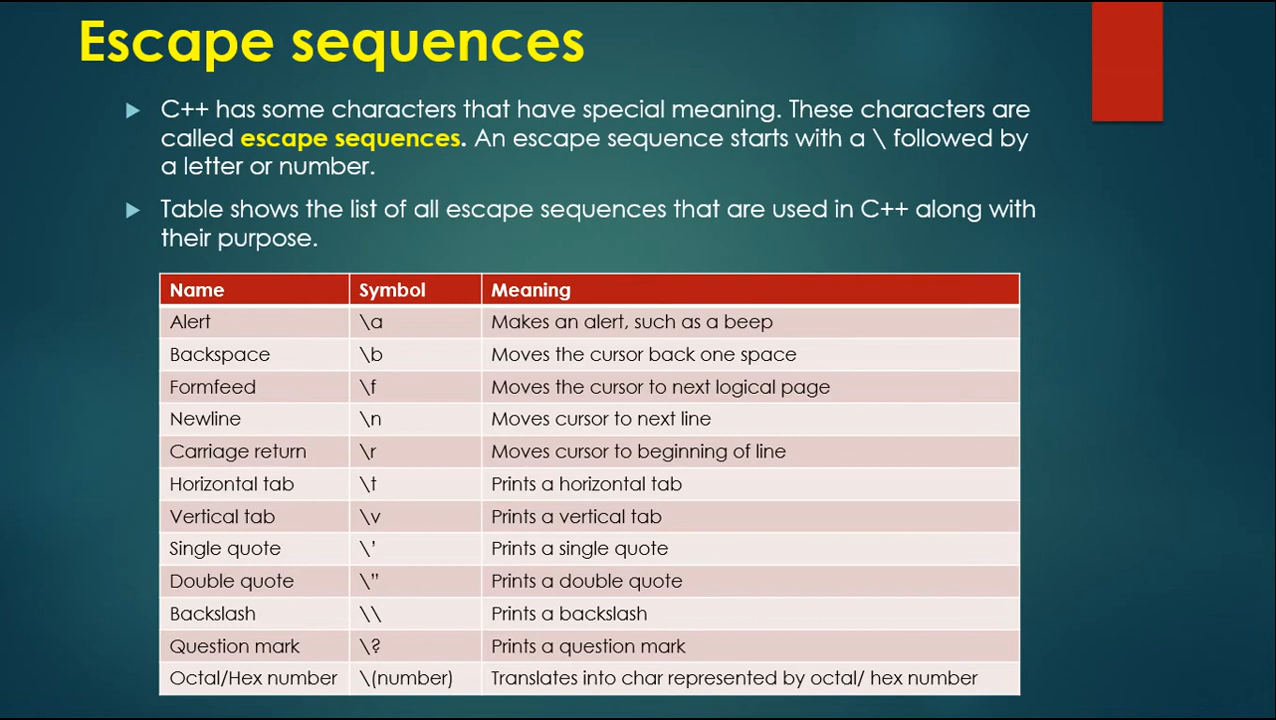 Escape sequences
C++ has some characters that have special meaning. These characters are
called escape sequences. An escape sequence starts with a \ followed by
a letter or number.
Table shows the list of all escape sequences that are used in C++ along with
their purpose.
Name Symbol Meaning
Alert \a Makes an alert, such as a beep
Backspace \b Moves the cursor back one space
Formfeed \f Moves the cursor to next logical page
Newline \n Moves cursor to next line
Carriage return \r Moves cursor to beginning of line
Horizontal tab \t Prints a horizontal tab
Vertical tab \v Prints a vertical tab
Single quote \’ Prints a single quote
Double quote \” Prints a double quote
Backslash \\ Prints a backslash
Question mark \? Prints a question mark
Octal/Hex number \(number) Translates into char represented by octal/ hex number